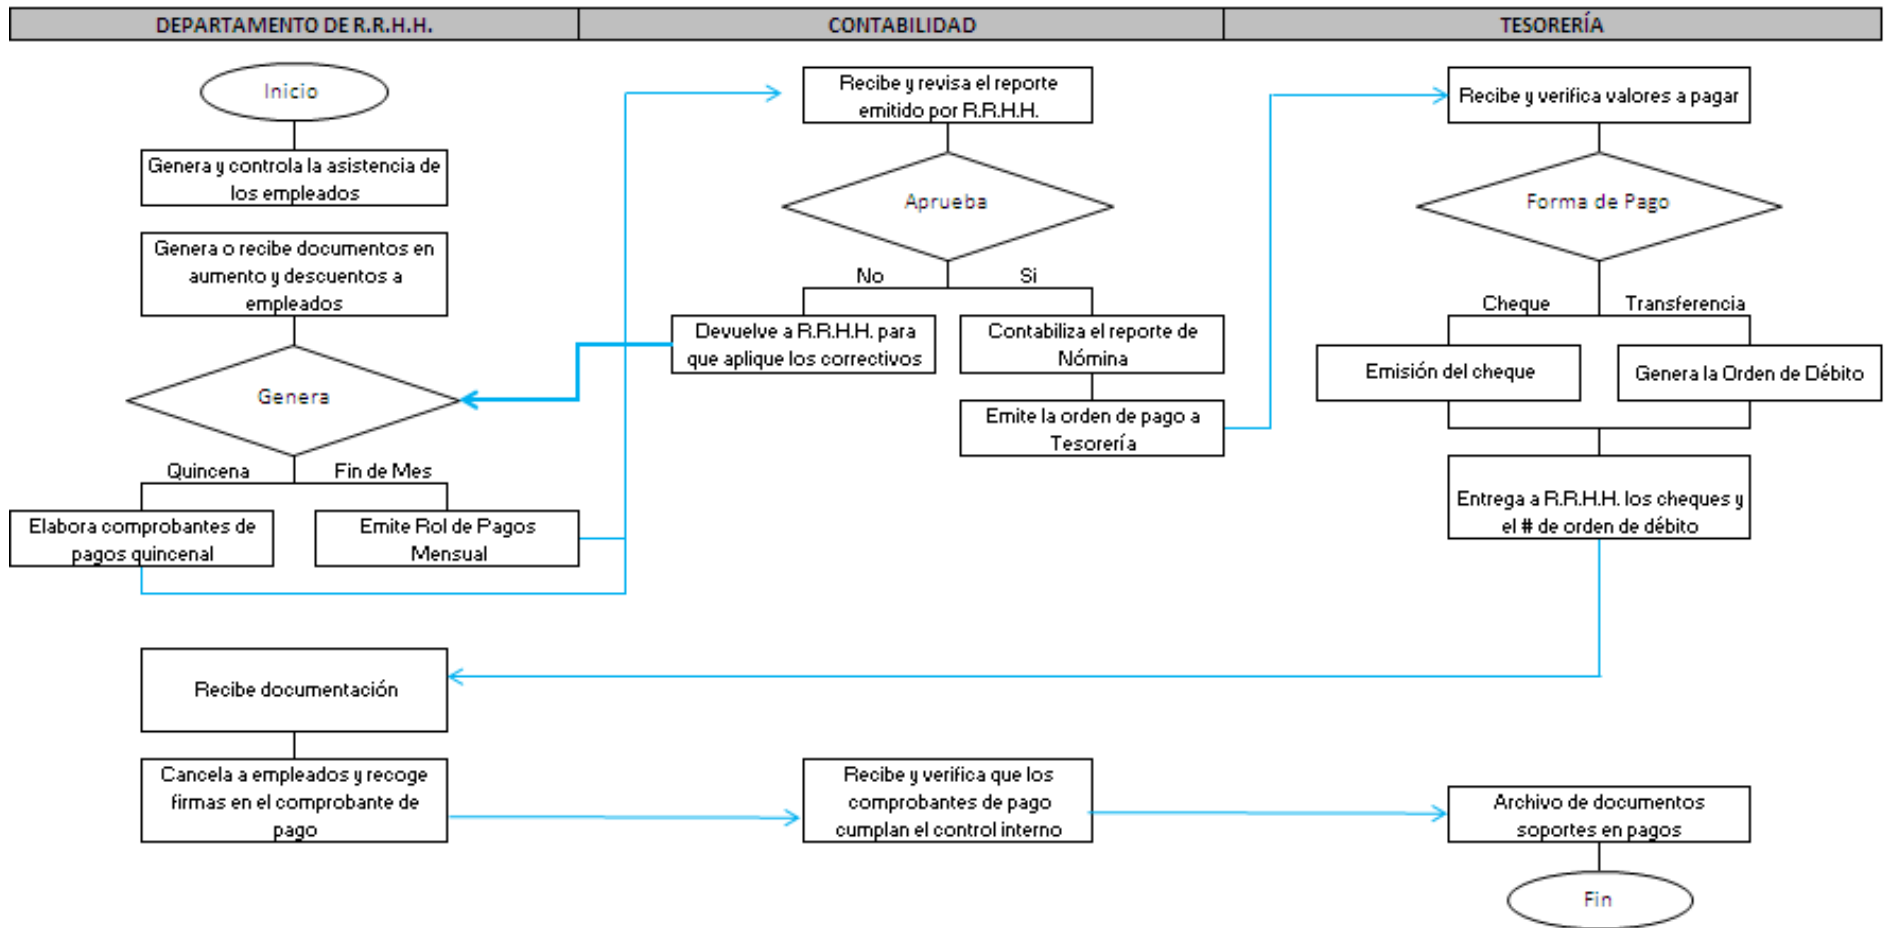 DEPARTAMENTO DE R.R.H.H.
CONTABILIDAD
TESORERÍA
Inicio
Genera y controla la asistencia de
los empleados
Genera o recibe documentos en
aumento y descuentos a
empleados
Genera
Quincena
Fin de Mes
Elabora comprobantes de
pagos quincenal
Emite Rol de Pagos
Mensual
Recibe y revisa el reporte
emitido por R.R.H.H.
Aprueba
No
Si
Devuelve a R.R.H.H. para
que aplique los correctivos
Contabiliza el reporte de
Nómina
Emite la orden de pago a
Tesorería
Recibe y verifica valores a pagar
Forma de Pago
Cheque
Transferencia
Emisión del cheque
Genera la Orden de Débito
Entrega a R.R.H.H. los cheques y
el # de orden de débito
Recibe documentación
Cancela a empleados y recoge
firmas en el comprobante de
pago
Recibe y verifica que los
comprobantes de pago
cumplan el control interno
Archivo de documentos
soportes en pagos
Fin